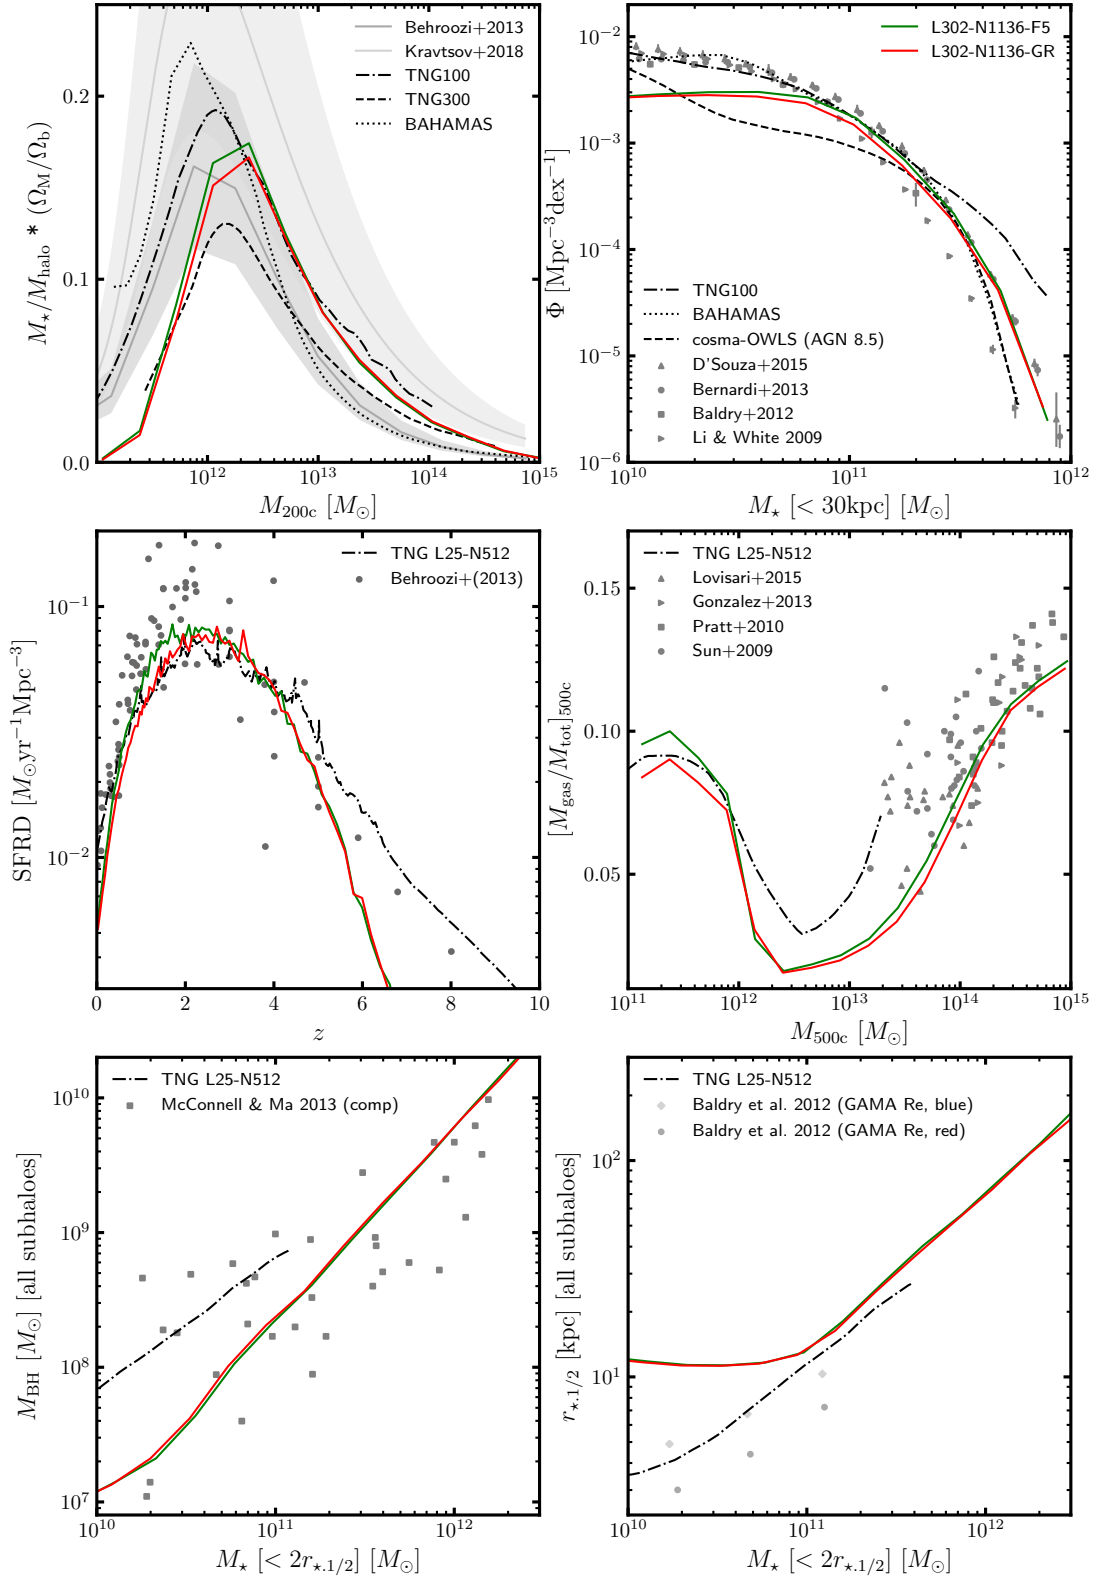 Behroozi+2013
Kravtsov+2018
TNG100
TNG300
BAHAMAS
0.2
0.1
0.0
M⋆/Mhalo * (ΩM/Ωb)
10^12 10^13 10^14 10^15
M200c [M⊙]
L302-N1136-F5
L302-N1136-GR
10^−2
10^−3
10^−4
10^−5
10^−6
Φ [Mpc^−3dex^−1]
TNG100
BAHAMAS
cosma-OWLS (AGN 8.5)
D'Souza+2015
Bernardi+2013
Baldry+2012
Li & White 2009
10^10 10^11 10^12
M⋆ [< 30kpc] [M⊙]
TNG L25-N512
Behroozi+(2013)
10^−1
10^−2
SFRD [M⊙yr^−1Mpc^−3]
0 2 4 6 8 10
z
TNG L25-N512
Lovisari+2015
Gonzalez+2013
Pratt+2010
Sun+2009
0.15
0.10
0.05
[Mgas/Mtot]500c
10^11 10^12 10^13 10^14 10^15
M500c [M⊙]
TNG L25-N512
McConnell & Ma 2013 (comp)
10^10
10^9
10^8
10^7
MBH [M⊙] [all subhaloes]
10^10 10^11 10^12
M⋆ [< 2r⋆.1/2] [M⊙]
TNG L25-N512
Baldry et al. 2012 (GAMA Re, blue)
Baldry et al. 2012 (GAMA Re, red)
10^2
10^1
r⋆.1/2 [kpc] [all subhaloes]
10^10 10^11 10^12
M⋆ [< 2r⋆.1/2] [M⊙]